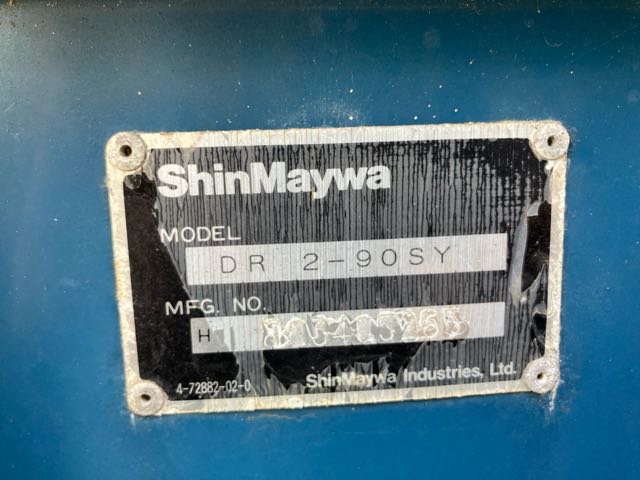 ShinMaywa
MODEL
DR 2-90SY
MFG. NO.
H
4-72882-02-0
ShinMaywa Industries, Ltd.